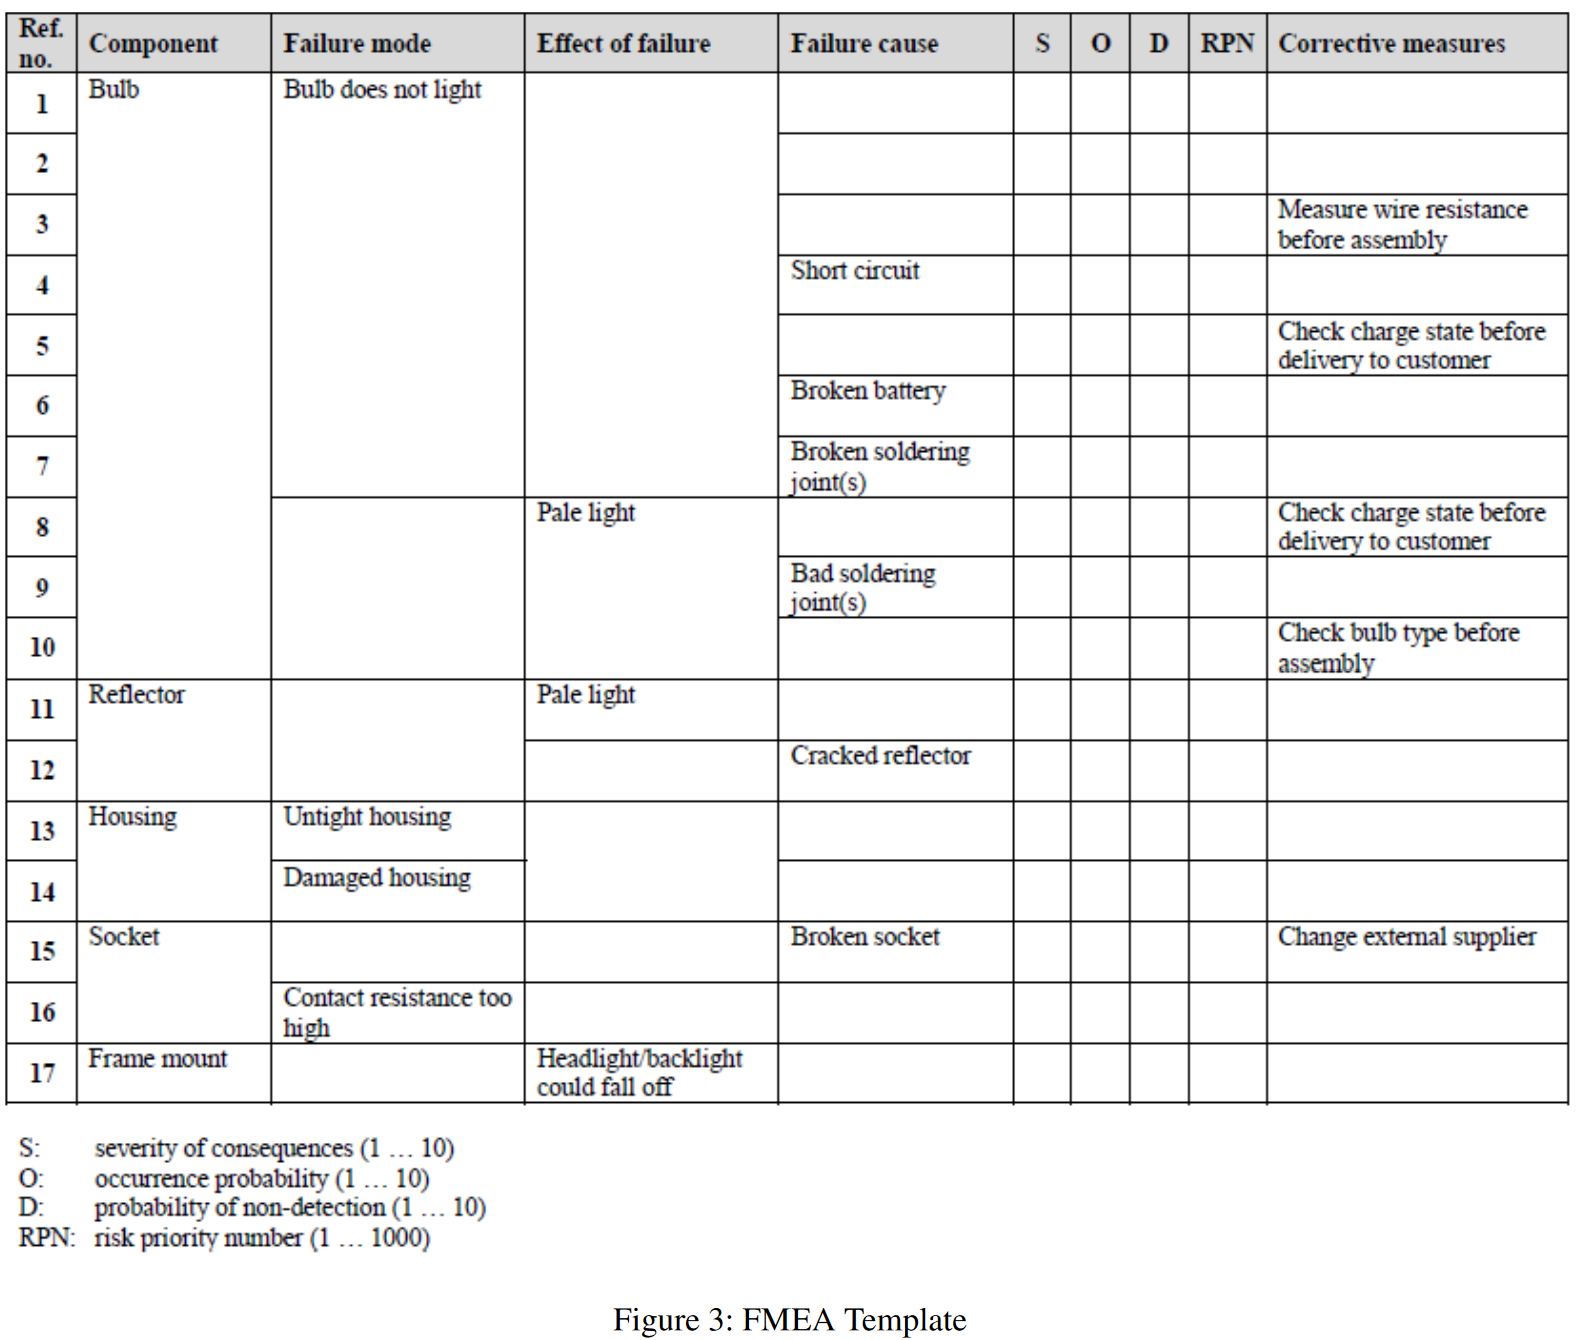 Ref. no. Component Failure mode Effect of failure Failure cause S O D RPN Corrective measures
1 Bulb Bulb does not light
2
3 Measure wire resistance before assembly
4 Short circuit
5 Check charge state before delivery to customer
6 Broken battery
7 Broken soldering joint(s)
8 Pale light Check charge state before delivery to customer
9 Bad soldering joint(s)
10 Check bulb type before assembly
11 Reflector Pale light
12 Cracked reflector
13 Housing Untight housing
14 Damaged housing
15 Socket Broken socket Change external supplier
16 Contact resistance too high
17 Frame mount Headlight/backlight could fall off
S: severity of consequences (1 … 10)
O: occurrence probability (1 … 10)
D: probability of non-detection (1 … 10)
RPN: risk priority number (1 … 1000)
Figure 3: FMEA Template